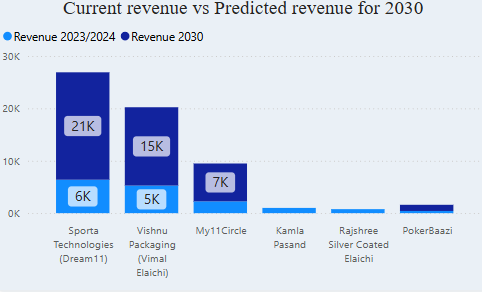 Current revenue vs Predicted revenue for 2030
Revenue 2023/2024 Revenue 2030
30K
20K
10K
0K
21K
6K
15K
5K
7K
Sporta
Technologies
(Dream11)
Vishnu
Packaging
(Vimal
Elaichi)
My11Circle
Kamla
Pasand
Rajshree
Silver Coated
Elaichi
PokerBaazi